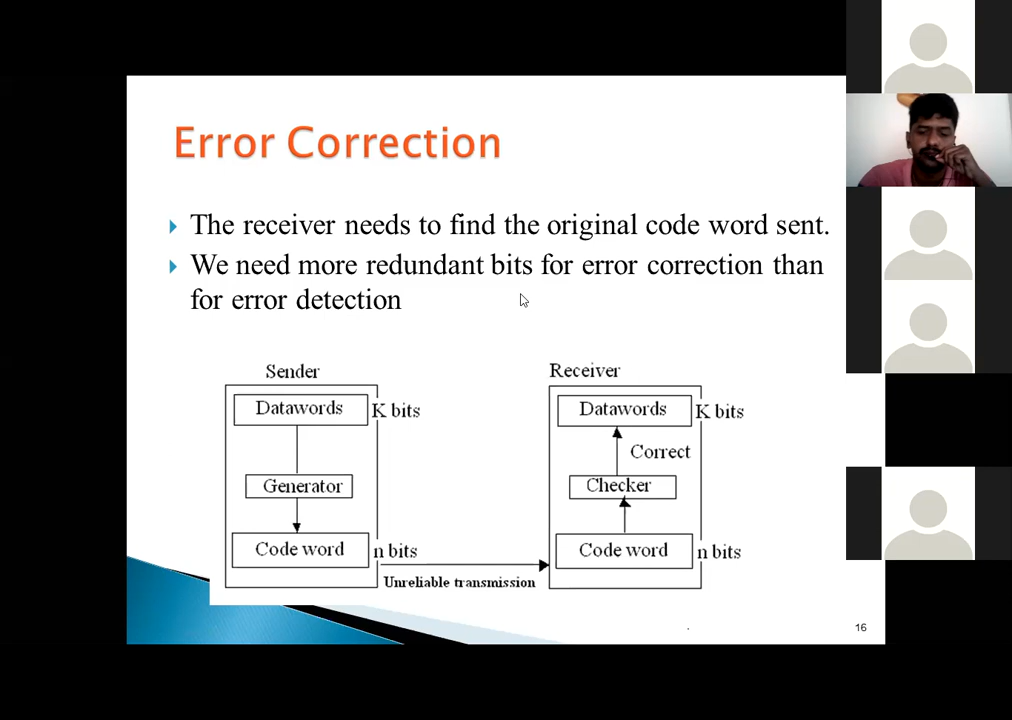 Error Correction
The receiver needs to find the original code word sent.
We need more redundant bits for error correction than
for error detection
Sender
Receiver
Datawords
K bits
Datawords
K bits
Correct
Generator
Checker
Code word
n bits
Code word
n bits
Unreliable transmission
16